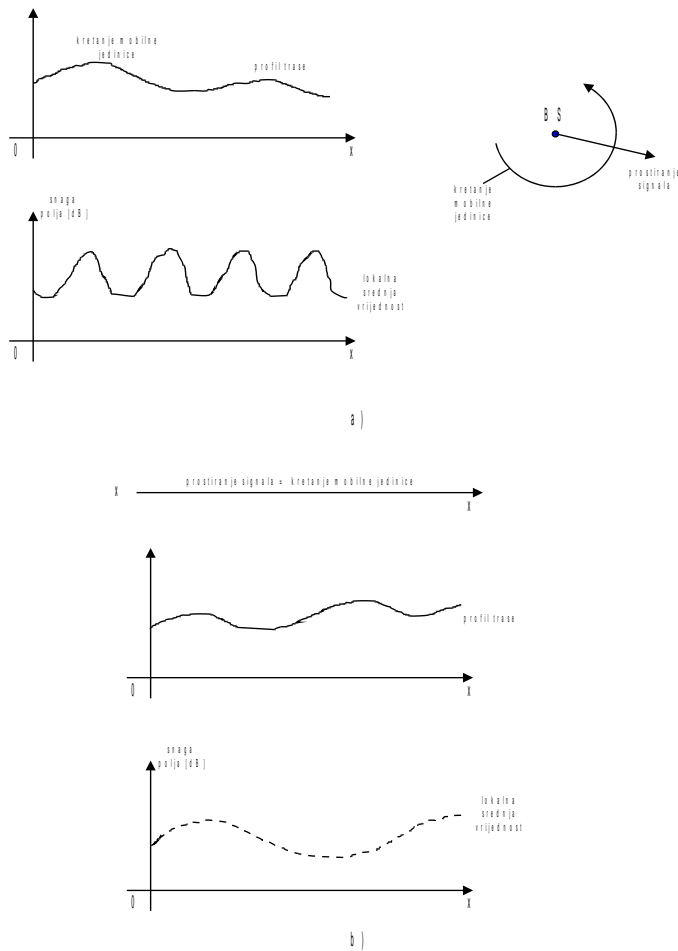 kretanje mobilne
jedinice
profil trase
0
x
BS
prostiranje
signala
kretanje
mobilne
jedinice
snaga
polja [dB]
lokalna
srednja
vrijednost
0
x
a)
x
prostiranje signala = kretanje mobilne jedinice
x
profil trase
0
x
snaga
polja [dB]
lokalna
srednja
vrijednost
0
x
b)